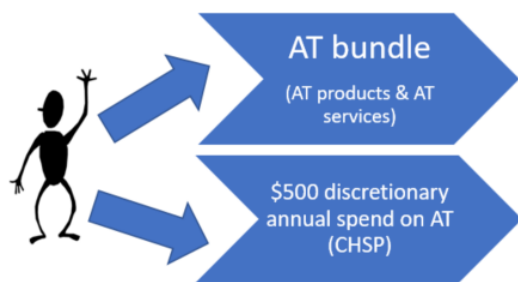 AT bundle
(AT products & AT
services)
$500 discretionary
annual spend on AT
(CHSP)